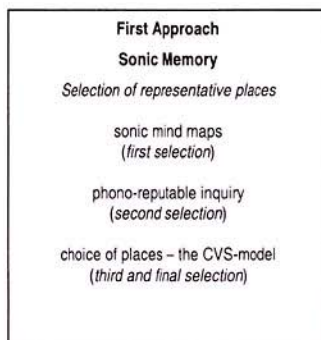 First Approach
Sonic Memory
Selection of representative places
sonic mind maps
(first selection)
phono-reputable inquiry
(second selection)
choice of places – the CVS-model
(third and final selection)